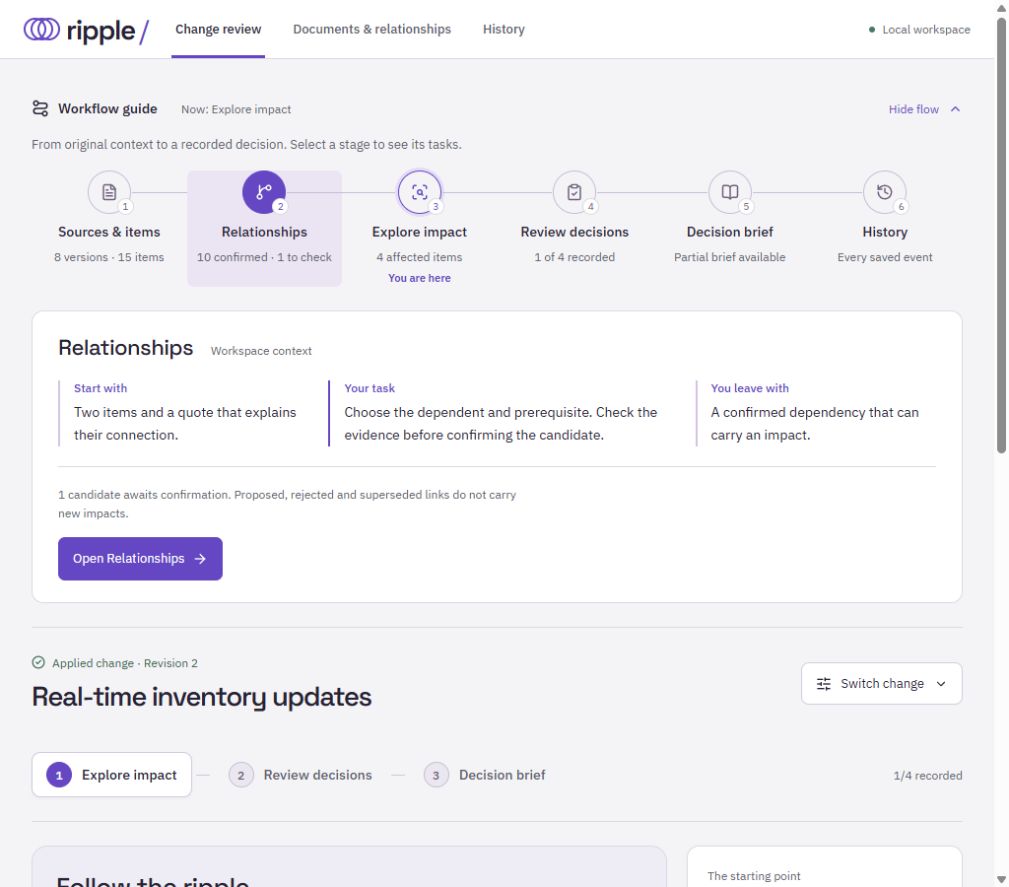 ripple/
Change review
Documents & relationships
History
Local workspace
Workflow guide
Now: Explore impact
Hide flow
From original context to a recorded decision. Select a stage to see its tasks.
1
Sources & items
8 versions · 15 items
2
Relationships
10 confirmed · 1 to check
3
Explore impact
4 affected items
You are here
4
Review decisions
1 of 4 recorded
5
Decision brief
Partial brief available
6
History
Every saved event
Relationships
Workspace context
Start with
Two items and a quote that explains
their connection.
Your task
Choose the dependent and prerequisite. Check the
evidence before confirming the candidate.
You leave with
A confirmed dependency that can
carry an impact.
1 candidate awaits confirmation. Proposed, rejected and superseded links do not carry
new impacts.
Open Relationships
Applied change · Revision 2
Real-time inventory updates
Switch change
1 Explore impact
2 Review decisions
3 Decision brief
1/4 recorded
Follow the ripple
The starting point